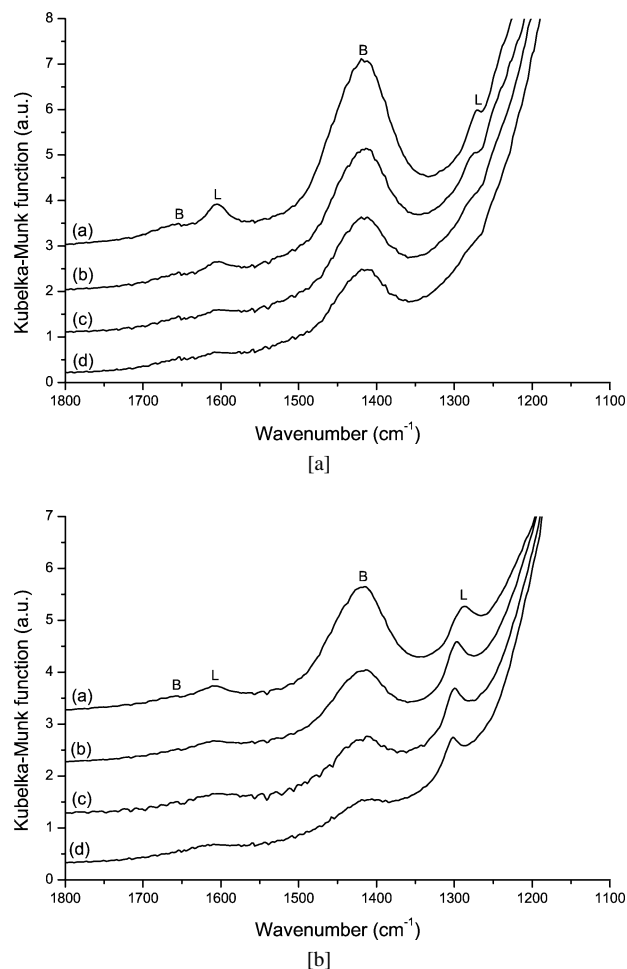 8
7
6
5
4
3
2
1
0
Kubelka-Munk function (a.u.)
B
L
B
L
(a)
(b)
(c)
(d)
1800 1700 1600 1500 1400 1300 1200 1100
Wavenumber (cm⁻¹)
[a]
7
6
5
4
3
2
1
0
Kubelka-Munk function (a.u.)
B
L
B
L
(a)
(b)
(c)
(d)
1800 1700 1600 1500 1400 1300 1200 1100
Wavenumber (cm⁻¹)
[b]